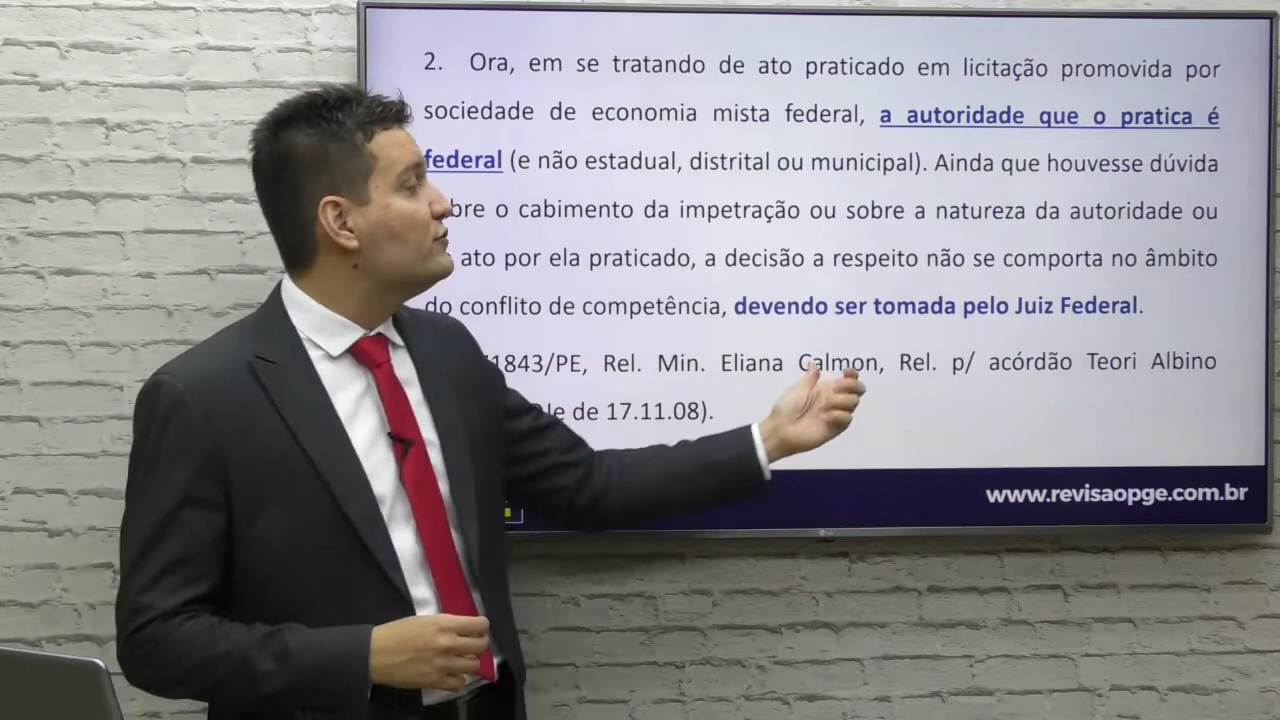 2. Ora, em se tratando de ato praticado em licitação promovida por
sociedade de economia mista federal, a autoridade que o pratica é
federal (e não estadual, distrital ou municipal). Ainda que houvesse dúvida
bre o cabimento da impetração ou sobre a natureza da autoridade ou
ato por ela praticado, a decisão a respeito não se comporta no âmbito
do conflito de competência, devendo ser tomada pelo Juiz Federal.
1843/PE, Rel. Min. Eliana Calmon, Rel. p/ acórdão Teori Albino
de 17.11.08).
www.revisaopge.com.br
LG